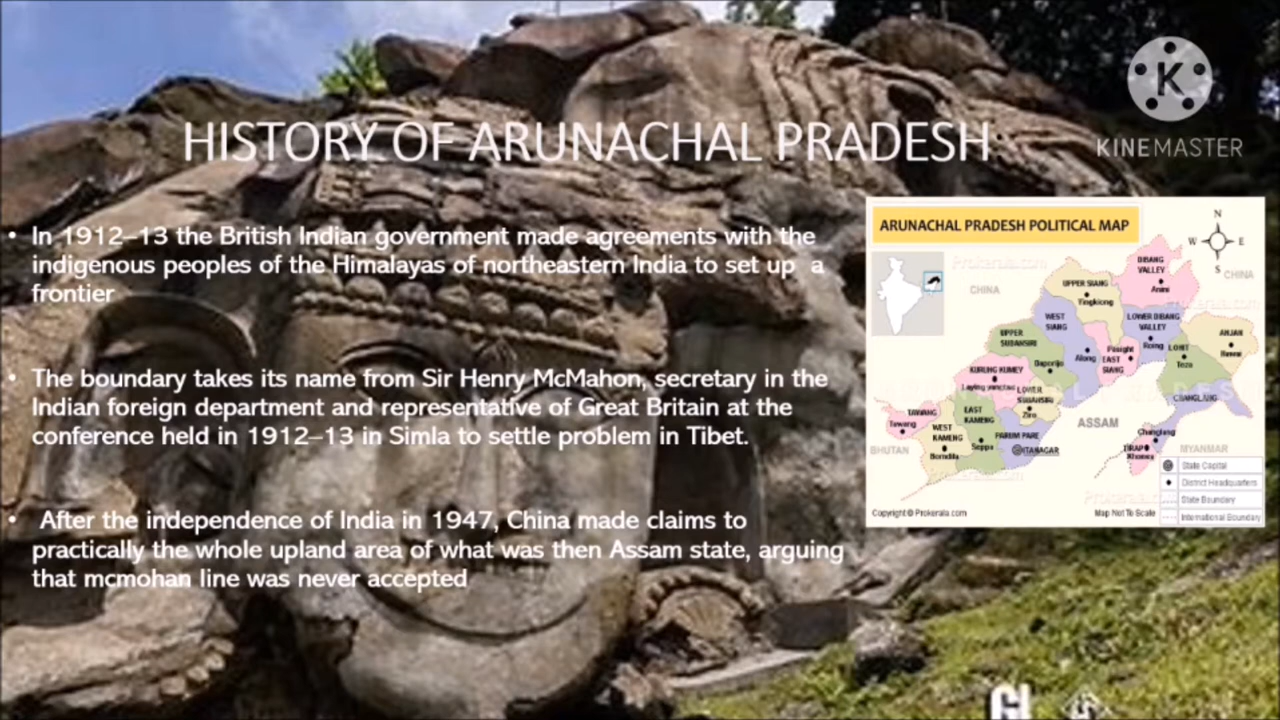 K
KINEMASTER
HISTORY OF ARUNACHAL PRADESH
• In 1912–13 the British Indian government made agreements with the
indigenous peoples of the Himalayas of northeastern India to set up a
frontier
• The boundary takes its name from Sir Henry McMahon, secretary in the
Indian foreign department and representative of Great Britain at the
conference held in 1912–13 in Simla to settle problem in Tibet.
• After the independence of India in 1947, China made claims to
practically the whole upland area of what was then Assam state, arguing
that mcmohan line was never accepted
ARUNACHAL PRADESH POLITICAL MAP
N
W E
S
CHINA
CHINA
DIBANG
VALLEY
Anini
UPPER SIANG
Tingkiong
WEST
SIANG
LOWER DIBANG
VALLEY
Roing
UPPER
SUBANSIRI
Daporijo
Along
Pasighat
EAST
SIANG
LOHIT
Tezu
ANJAN
KURUNG KUMEY
LOWER
SUBANSIRI
Ziro
CHANGLANG
Changlang
TAWANG
Tawang
WEST
KAMENG
Bomdila
EAST
KAMENG
Seppa
PAPUM PARE
ITANAGAR
ASSAM
TIRAP
Khonsa
BHUTAN
MYANMAR
State Capital
District Headquarters
State Boundary
International Boundary
Copyright © Prokerala.com
Map Not To Scale